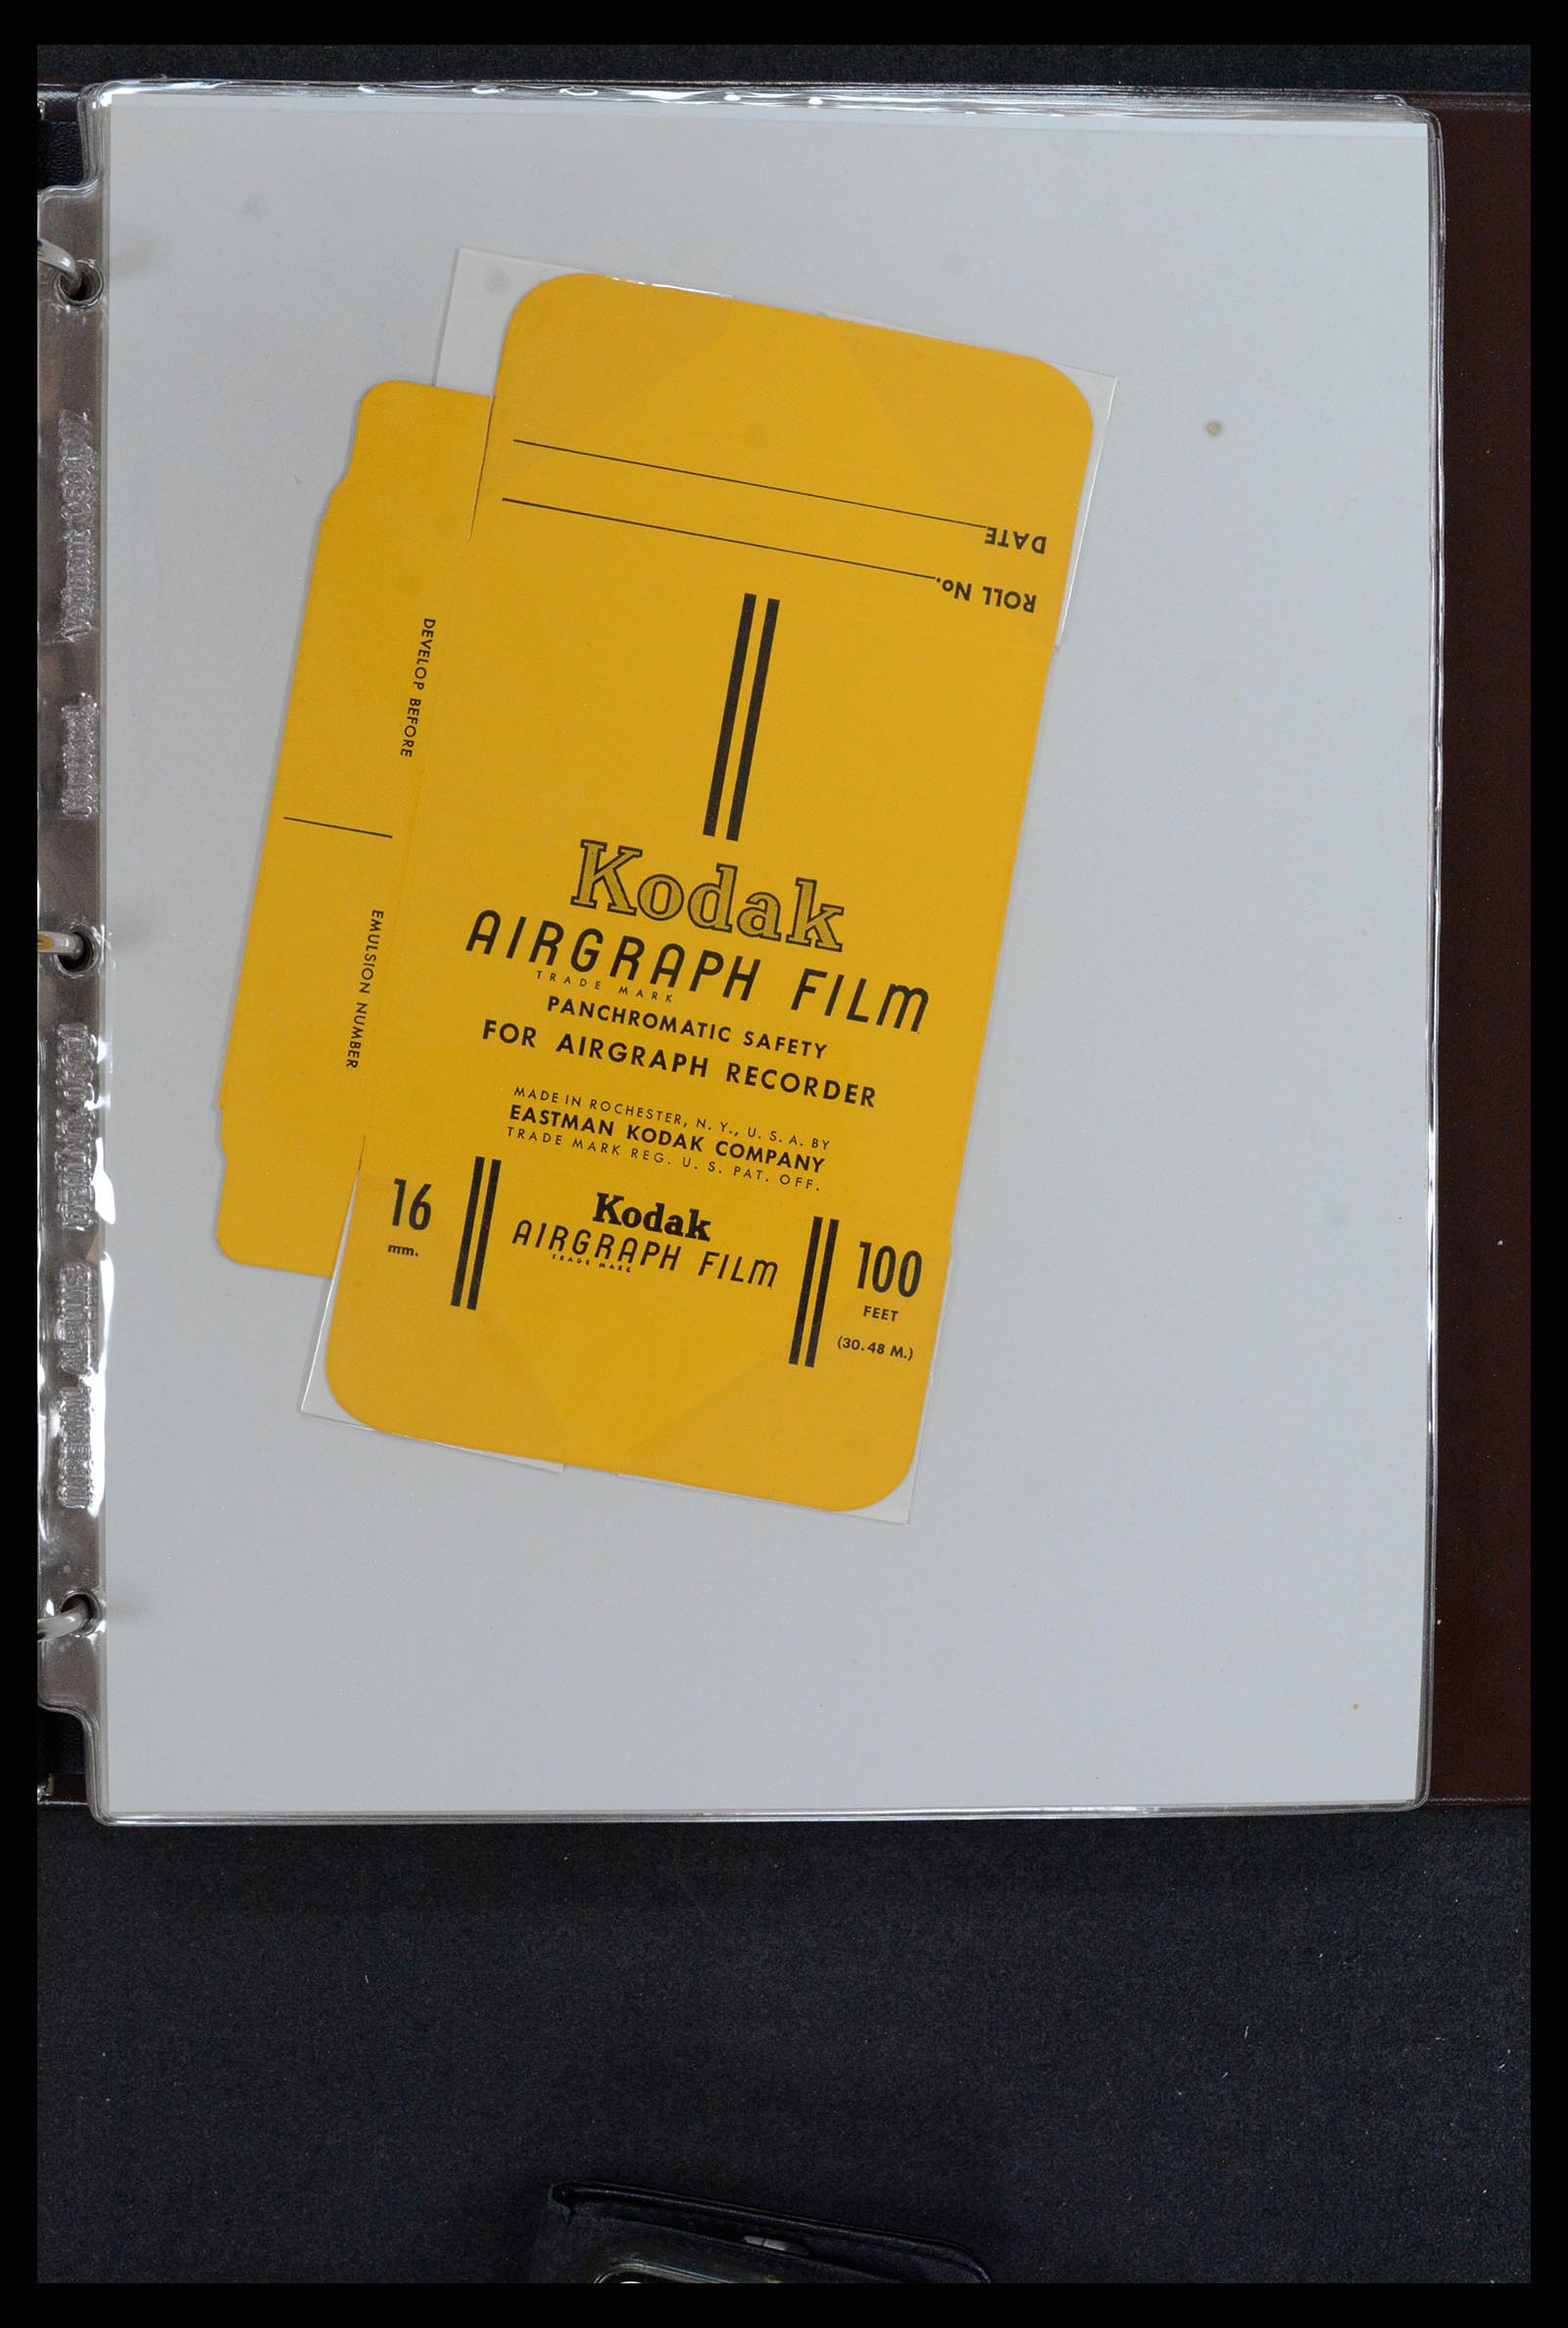 DATE
ROLL No.
DEVELOP BEFORE
EMULSION NUMBER
Kodak
AIRGRAPH FILM
TRADE MARK
PANCHROMATIC SAFETY
FOR AIRGRAPH RECORDER
MADE IN ROCHESTER, N. Y., U. S. A. BY
EASTMAN KODAK COMPANY
TRADE MARK REG. U. S. PAT. OFF.
16
mm.
Kodak
AIRGRAPH FILM
TRADE MARK
100
FEET
(30.48 M.)